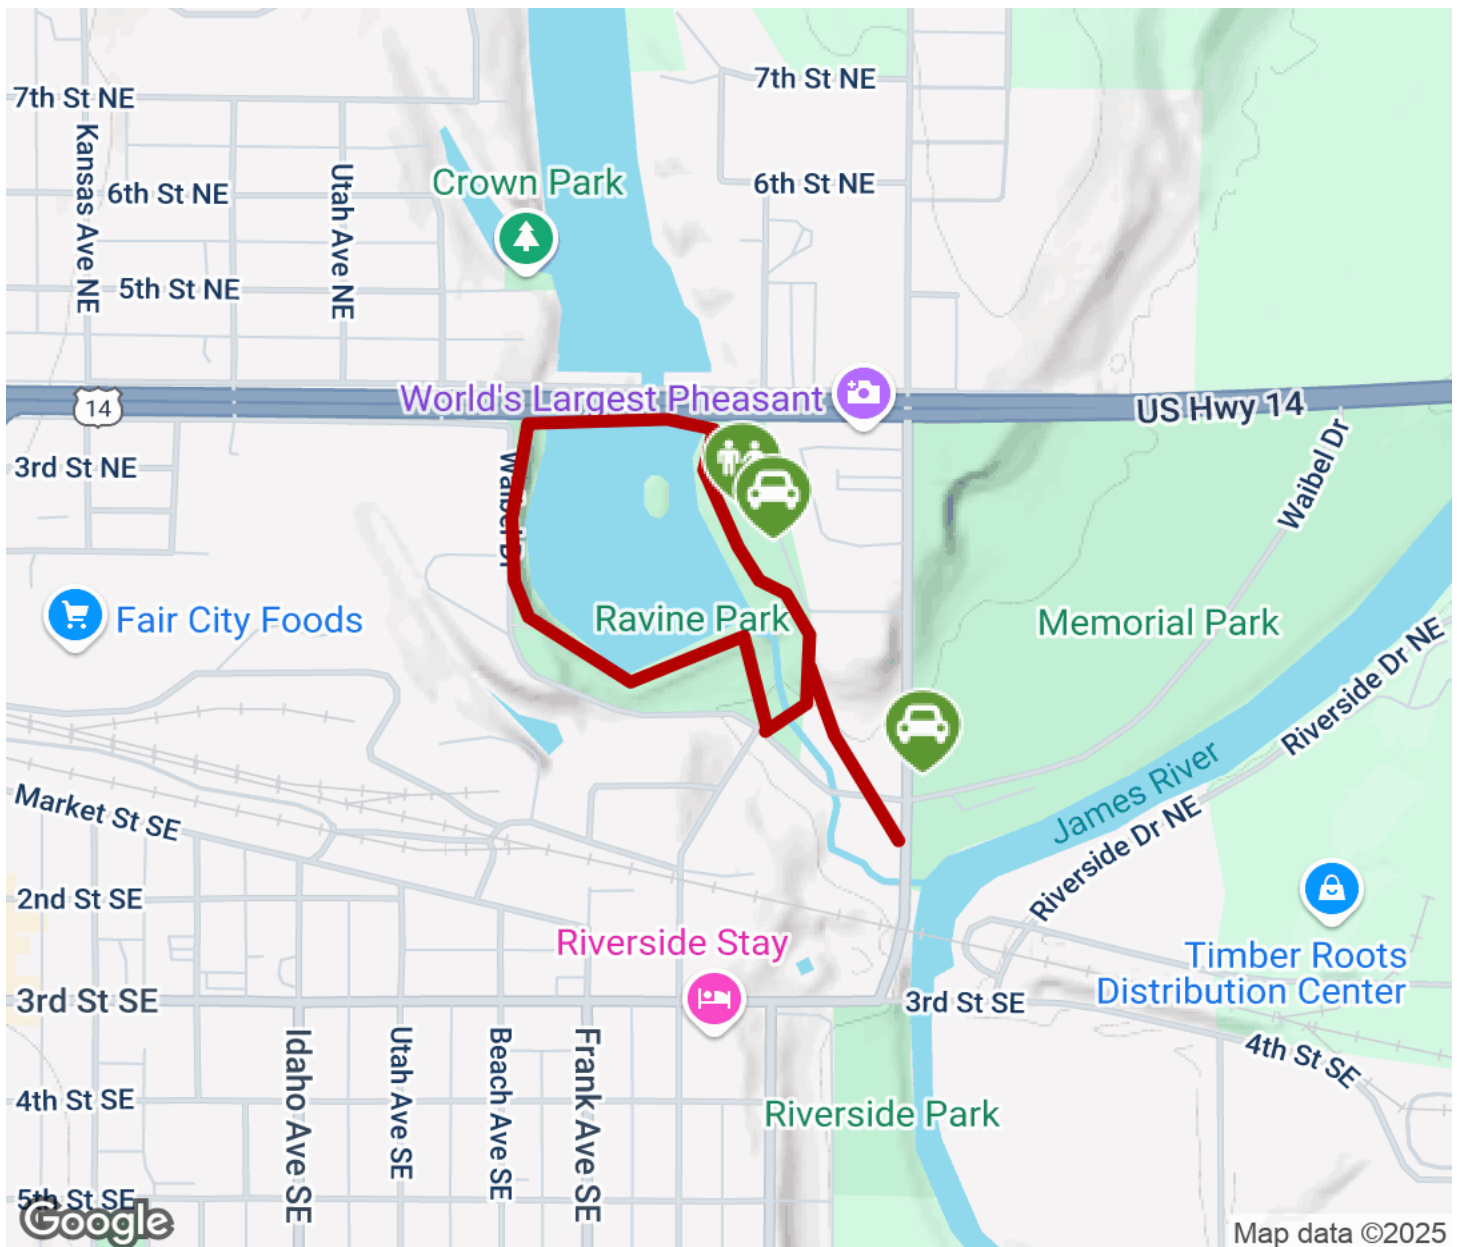 7th St NE
7th St NE
Kansas Ave NE
Utah Ave NE
Crown Park
6th St NE
6th St NE
5th St NE
World's Largest Pheasant
14
US Hwy 14
3rd St NE
Waibel Dr
Waibel Dr
Fair City Foods
Ravine Park
Memorial Park
Riverside Dr NE
James River
Riverside Dr NE
Market St SE
2nd St SE
Riverside Stay
Timber Roots
Distribution Center
3rd St SE
3rd St SE
Idaho Ave SE
Utah Ave SE
Beach Ave SE
Frank Ave SE
4th St SE
4th St SE
Riverside Park
5th St SE
Google
Map data ©2025